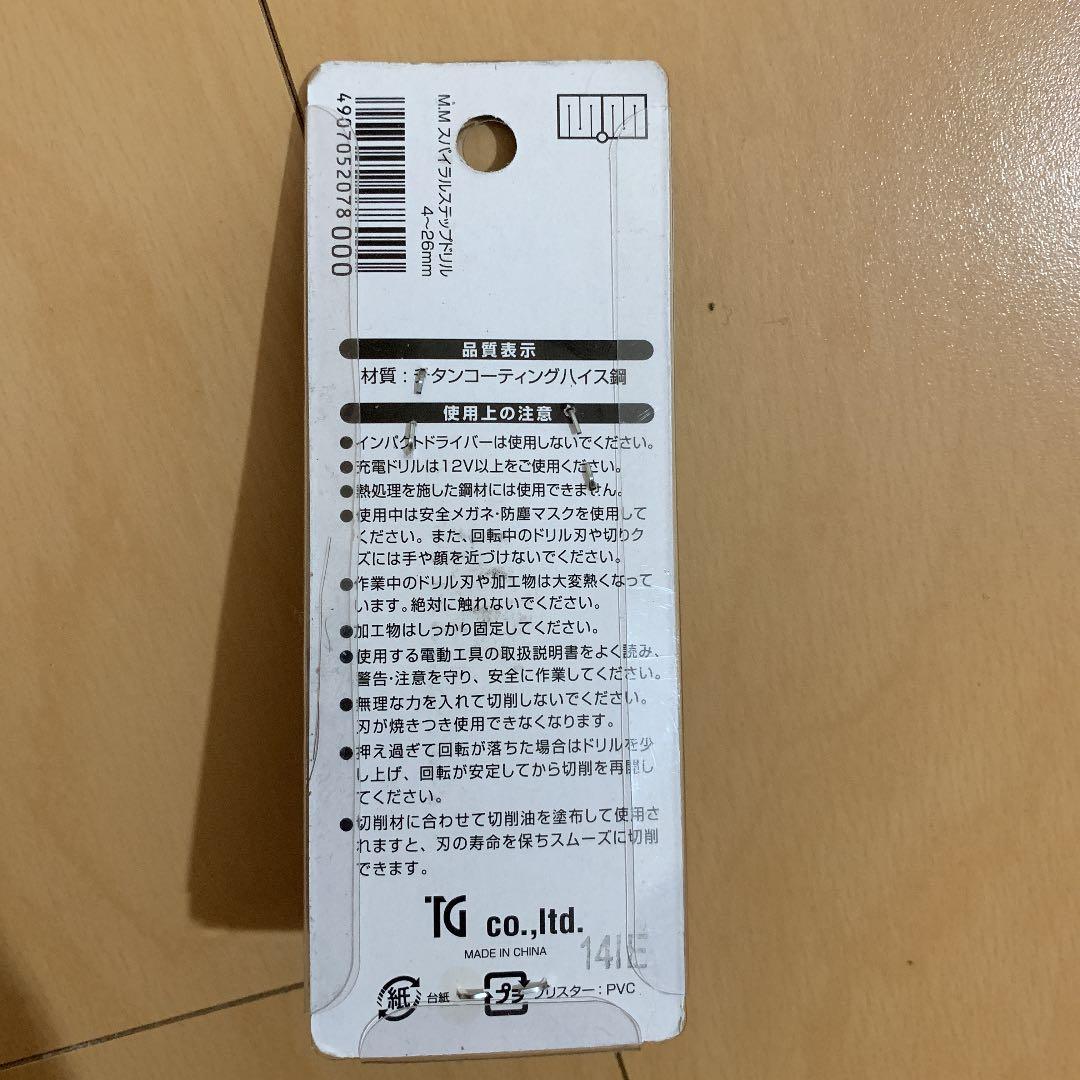 4907052078000
M.M スパイラルステップドリル
4～26mm
品質表示
材質：チタンコーティングハイス鋼
使用上の注意
●インパクトドライバーは使用しないでください。
●充電ドリルは12V以上をご使用ください。
●熱処理を施した鋼材には使用できません。
●使用中は安全メガネ・防塵マスクを使用して
ください。また、回転中のドリル刃や切りク
ズには手や顔を近づけないでください。
●作業中のドリル刃や加工物は大変熱くなって
います。絶対に触れないでください。
●加工物はしっかり固定してください。
●使用する電動工具の取扱説明書をよく読み、
警告・注意を守り、安全に作業してください。
●無理な力を入れて切削しないでください。
刃が焼きつき使用できなくなります。
●押え過ぎて回転が落ちた場合はドリルを少
し上げ、回転が安定してから切削を再開し
てください。
●切削材に合わせて切削油を塗布して使用さ
れますと、刃の寿命を保ちスムーズに切削
できます。
TG co.,ltd.
MADE IN CHINA
141E
紙 台紙 プラ ブリスター：PVC